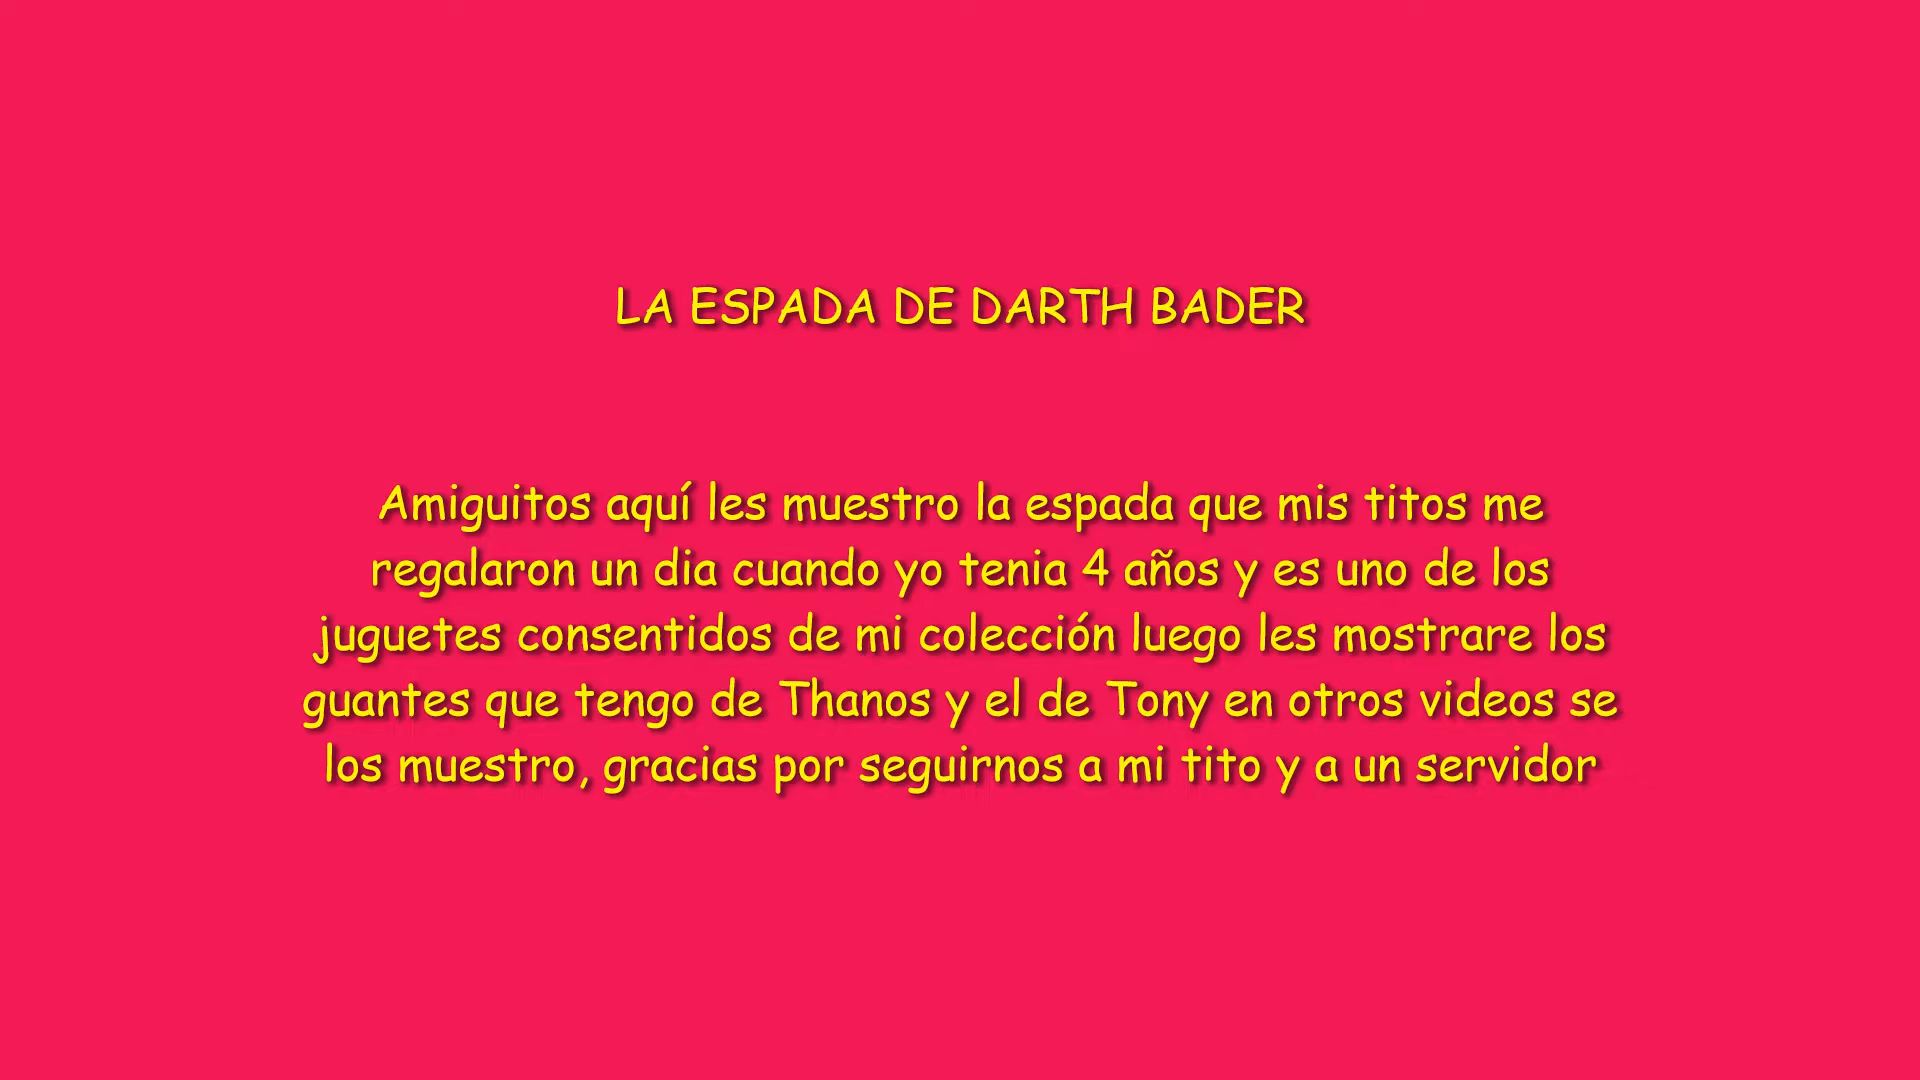 LA ESPADA DE DARTH BADER
Amiguitos aquí les muestro la espada que mis titos me
regalaron un dia cuando yo tenia 4 años y es uno de los
juguetes consentidos de mi colección luego les mostrare los
guantes que tengo de Thanos y el de Tony en otros videos se
los muestro, gracias por seguirnos a mi tito y a un servidor